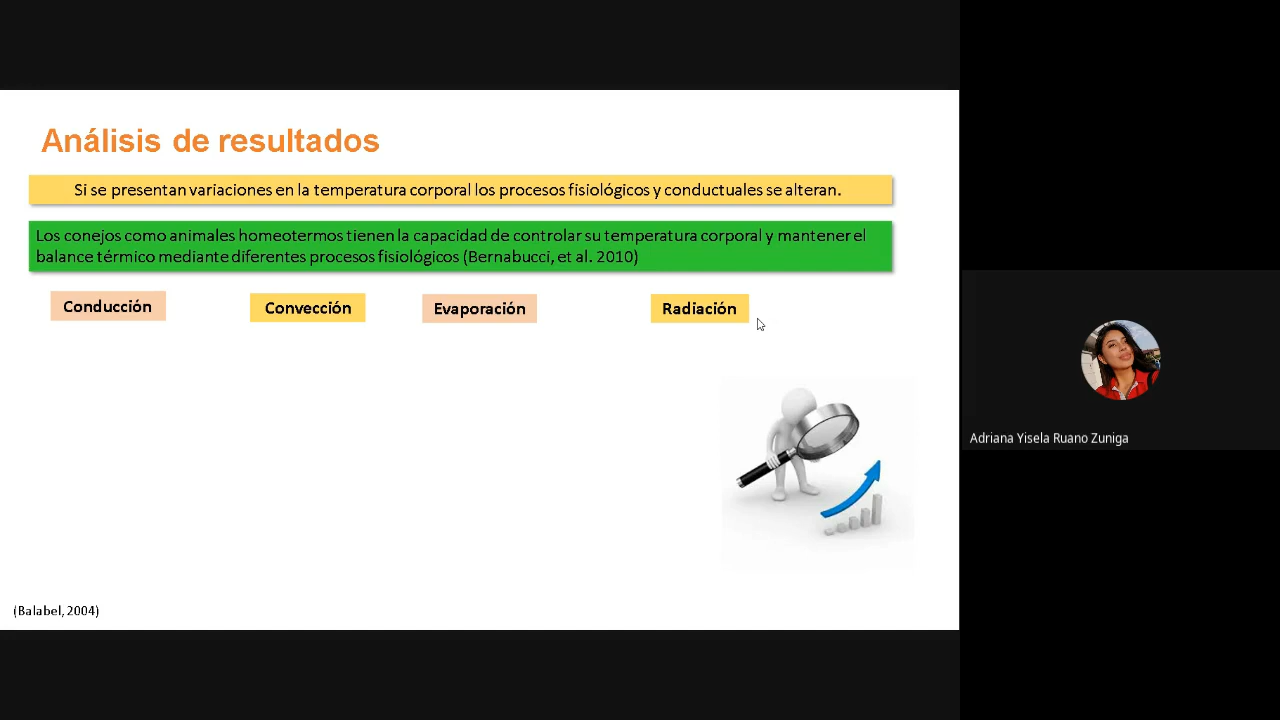 Análisis de resultados
Si se presentan variaciones en la temperatura corporal los procesos fisiológicos y conductuales se alteran.
Los conejos como animales homeotermos tienen la capacidad de controlar su temperatura corporal y mantener el
balance térmico mediante diferentes procesos fisiológicos (Bernabucci, et al. 2010)
Conducción
Convección
Evaporación
Radiación
Adriana Yisela Ruano Zuniga
(Balabel, 2004)